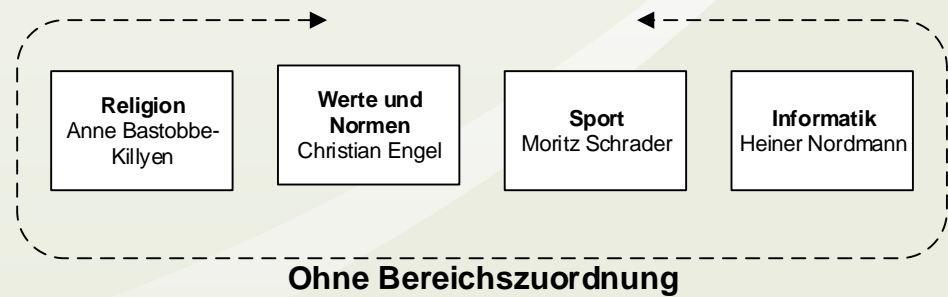 Religion
Anne Bastobbe-
Killyen
Werte und
Normen
Christian Engel
Sport
Moritz Schrader
Informatik
Heiner Nordmann
Ohne Bereichszuordnung